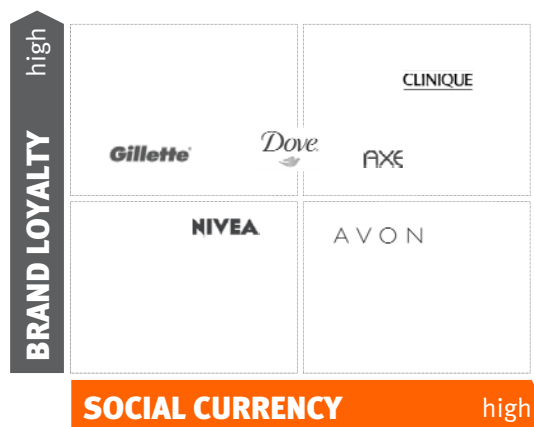 high
BRAND LOYALTY
CLINIQUE
Gillette
Dove
AXE
NIVEA
AVON
SOCIAL CURRENCY
high